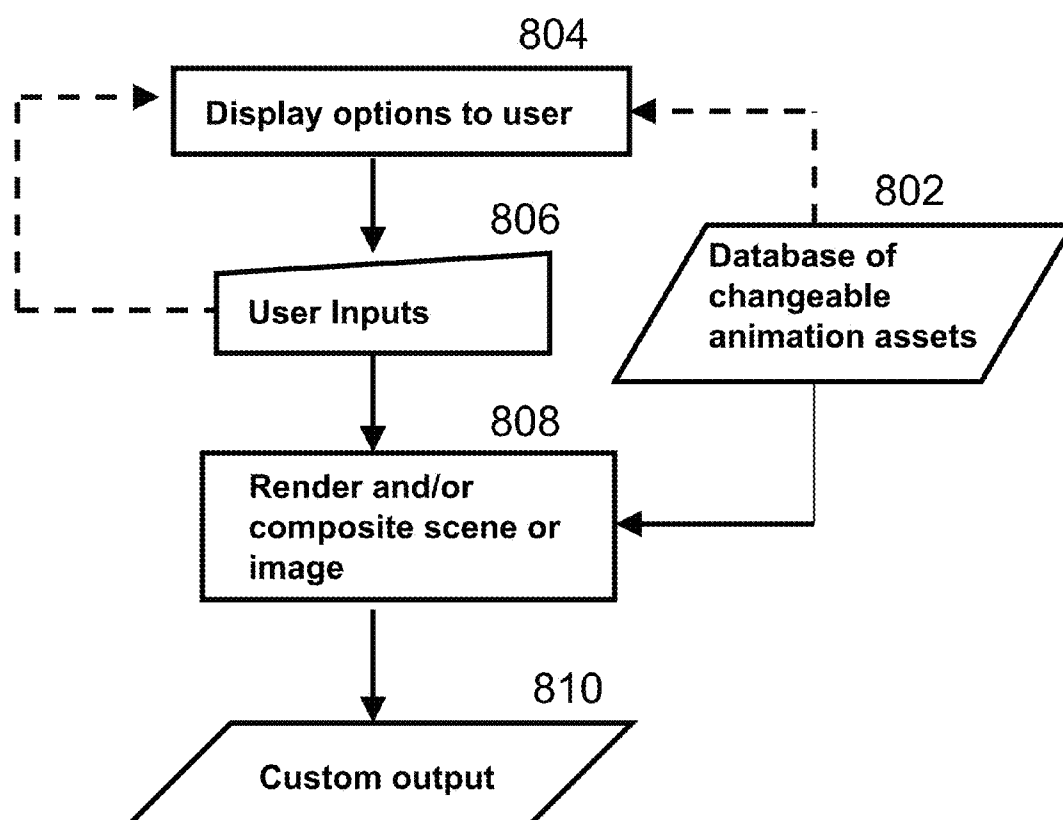 804
Display options to user
806
User Inputs
802
Database of
changeable
animation assets
808
Render and/or
composite scene or
image
810
Custom output